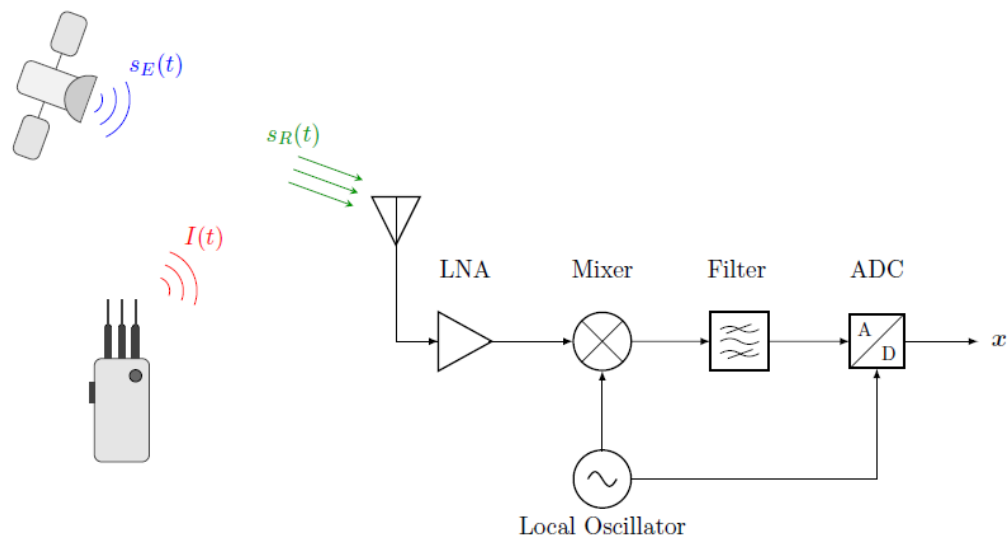 s_E(t)
s_R(t)
I(t)
LNA
Mixer
Filter
ADC
A
D
x
Local Oscillator